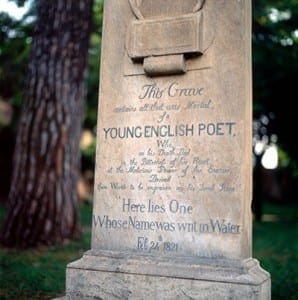 This Grave
contains all that was Mortal,
of a
YOUNG ENGLISH POET,
Who,
on his Death Bed
in the Bitterness of his Heart,
at the Malicious Power of his Enemies,
Desired
these Words to be engraven on his Tomb Stone
Here lies One
Whose Name was writ in Water.
Feb 24 1821